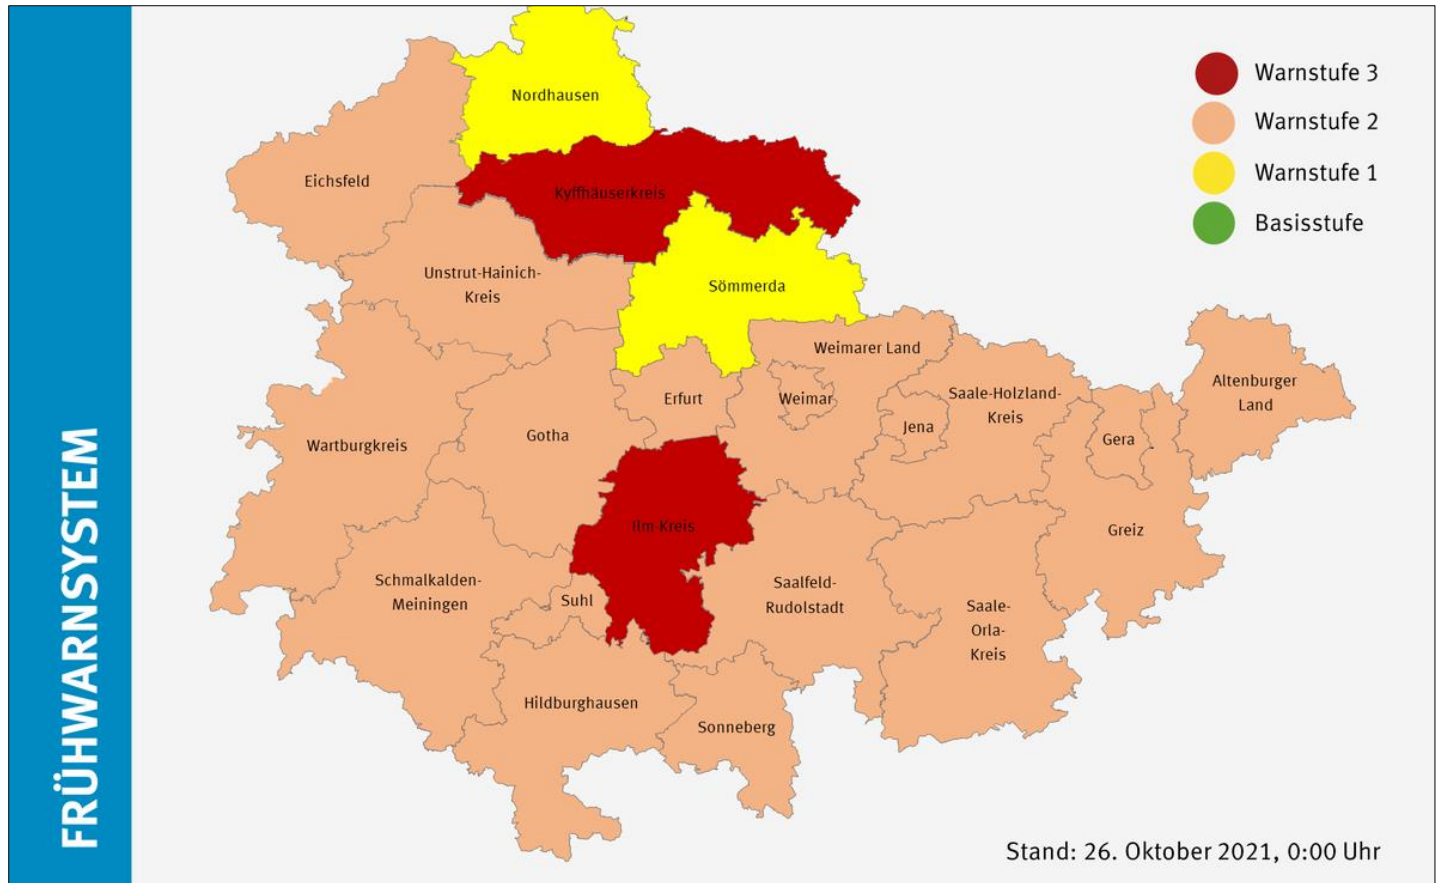 FRÜHWARNSYSTEM
Warnstufe 3
Warnstufe 2
Warnstufe 1
Basisstufe
Nordhausen
Eichsfeld
Kyffhäuserkreis
Unstrut-Hainich-
Kreis
Sömmerda
Weimarer Land
Altenburger
Land
Erfurt
Weimar
Saale-Holzland-
Kreis
Jena
Gera
Gotha
Wartburgkreis
Ilm-Kreis
Greiz
Schmalkalden-
Meiningen
Suhl
Saalfeld-
Rudolstadt
Saale-
Orla-
Kreis
Hildburghausen
Sonneberg
Stand: 26. Oktober 2021, 0:00 Uhr